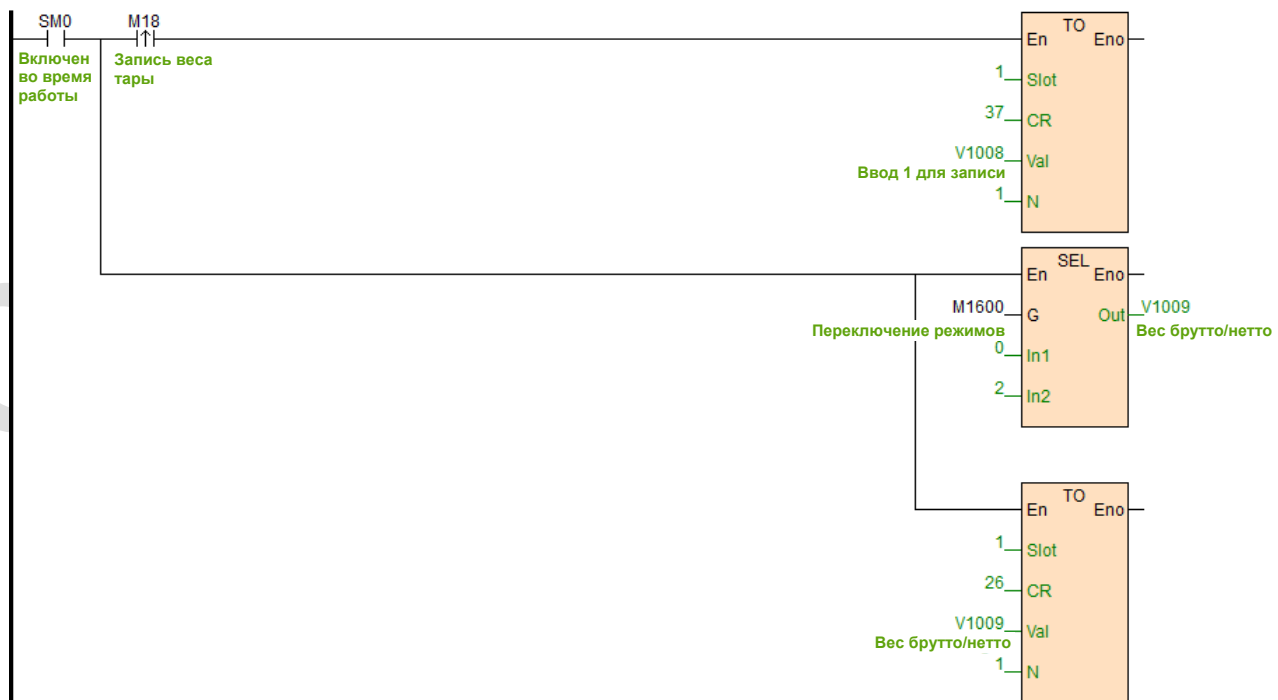 SM0 M18
Включен
во время
работы
Запись веса
тары
TO
En Eno
1 Slot
37 CR
V1008 Val
Ввод 1 для записи
1 N
SEL
En Eno
M1600 G Out V1009
Переключение режимов Вес брутто/нетто
0 In1
2 In2
TO
En Eno
1 Slot
26 CR
V1009 Val
Вес брутто/нетто
1 N